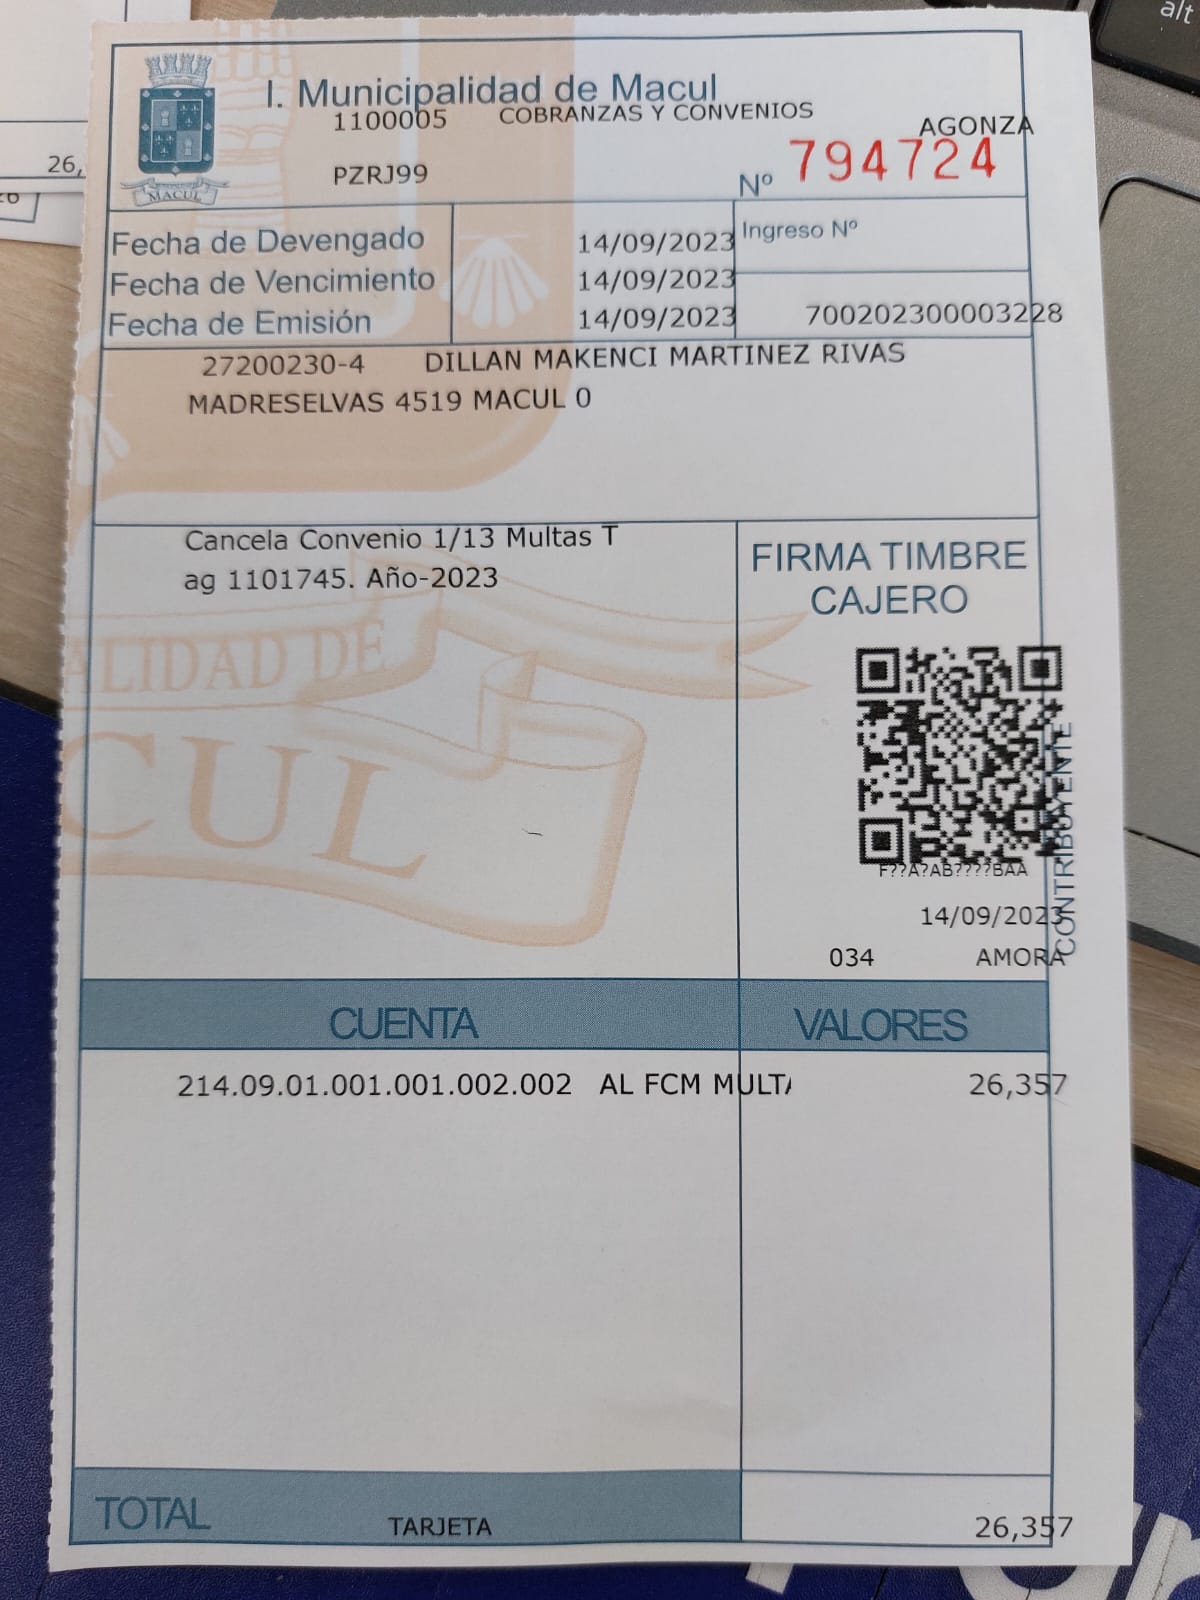 alt
26,
I. Municipalidad de Macul
1100005 COBRANZAS Y CONVENIOS
AGONZA
PZRJ99
Nº 794724
MACUL
Fecha de Devengado 14/09/2023
Ingreso Nº
Fecha de Vencimiento 14/09/2023
Fecha de Emisión 14/09/2023
700202300003228
27200230-4 DILLAN MAKENCI MARTINEZ RIVAS
MADRESELVAS 4519 MACUL 0
Cancela Convenio 1/13 Multas T
ag 1101745. Año-2023
FIRMA TIMBRE
CAJERO
ALIDAD DE
CUL
F??A?AB????BAA
CONTRIBUYENTE
14/09/2023
034 AMORA
CUENTA VALORES
214.09.01.001.001.002.002 AL FCM MULTA 26,357
TOTAL TARJETA 26,357